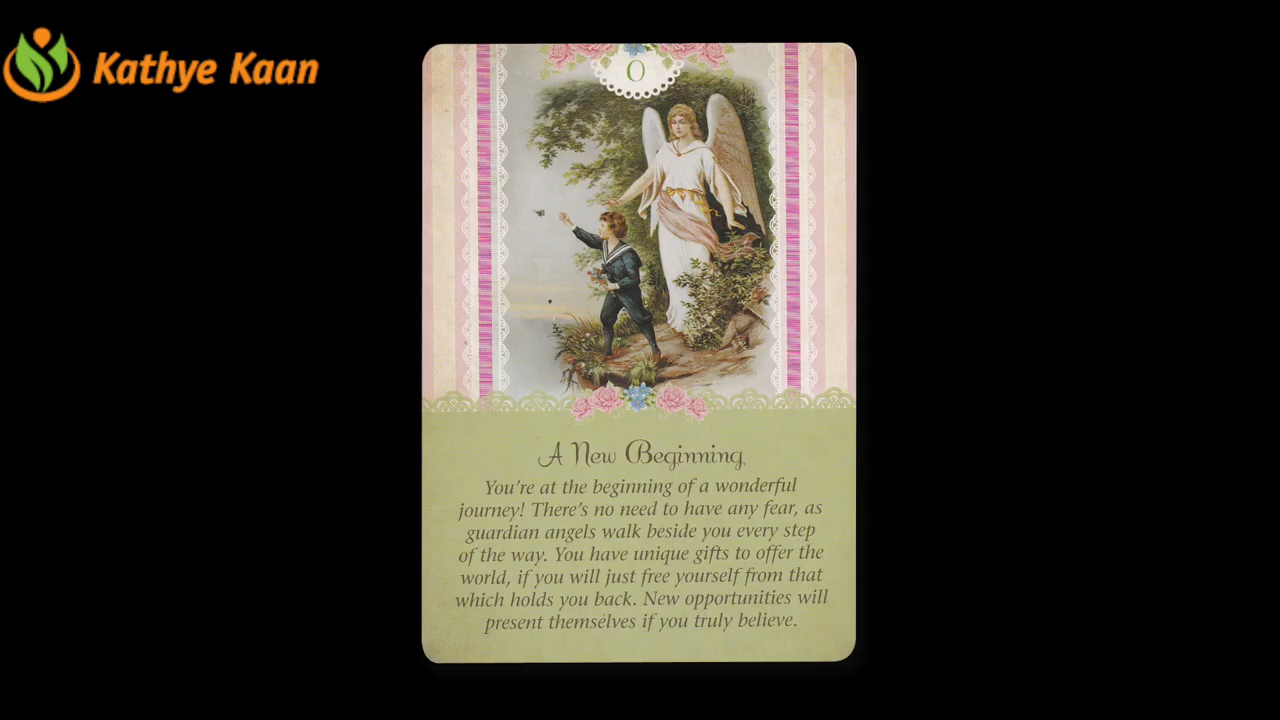 Kathye Kaan
0
A New Beginning
You're at the beginning of a wonderful
journey! There's no need to have any fear, as
guardian angels walk beside you every step
of the way. You have unique gifts to offer the
world, if you will just free yourself from that
which holds you back. New opportunities will
present themselves if you truly believe.